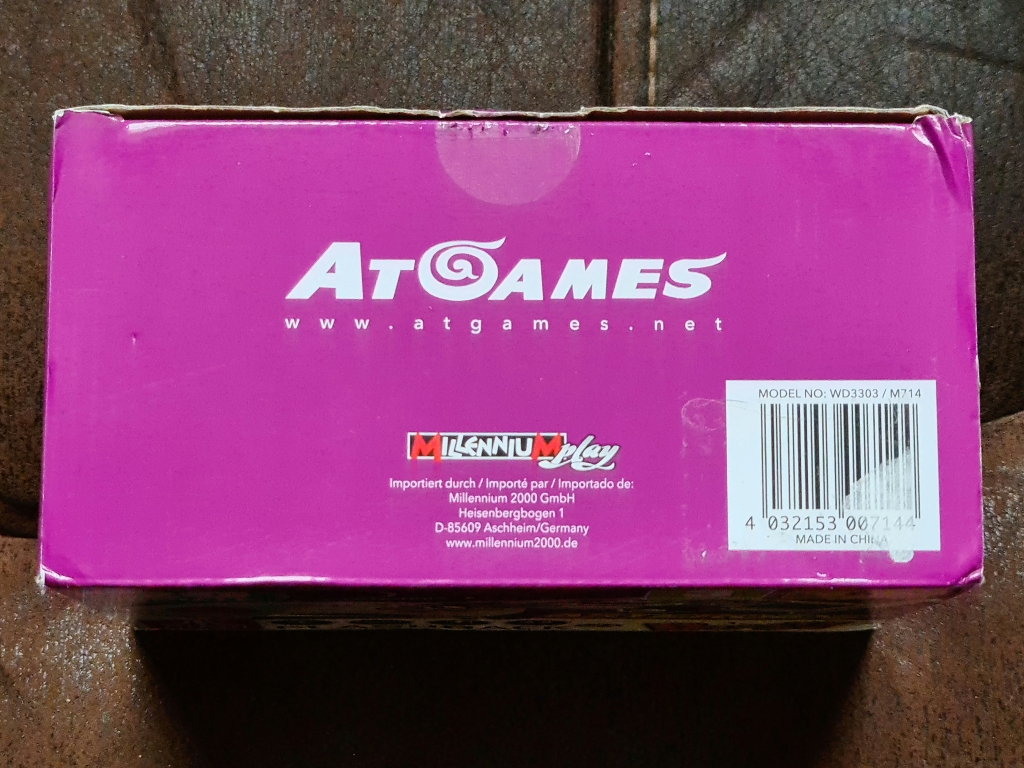 ATGAMES
www.atgames.net
MODEL NO: WD3303 / M714
MILLENNIUM play
Importiert durch / Importé par / Importado de:
Millennium 2000 GmbH
Heisenbergbogen 1
D-85609 Aschheim/Germany
www.millennium2000.de
4 032153 007144
MADE IN CHINA